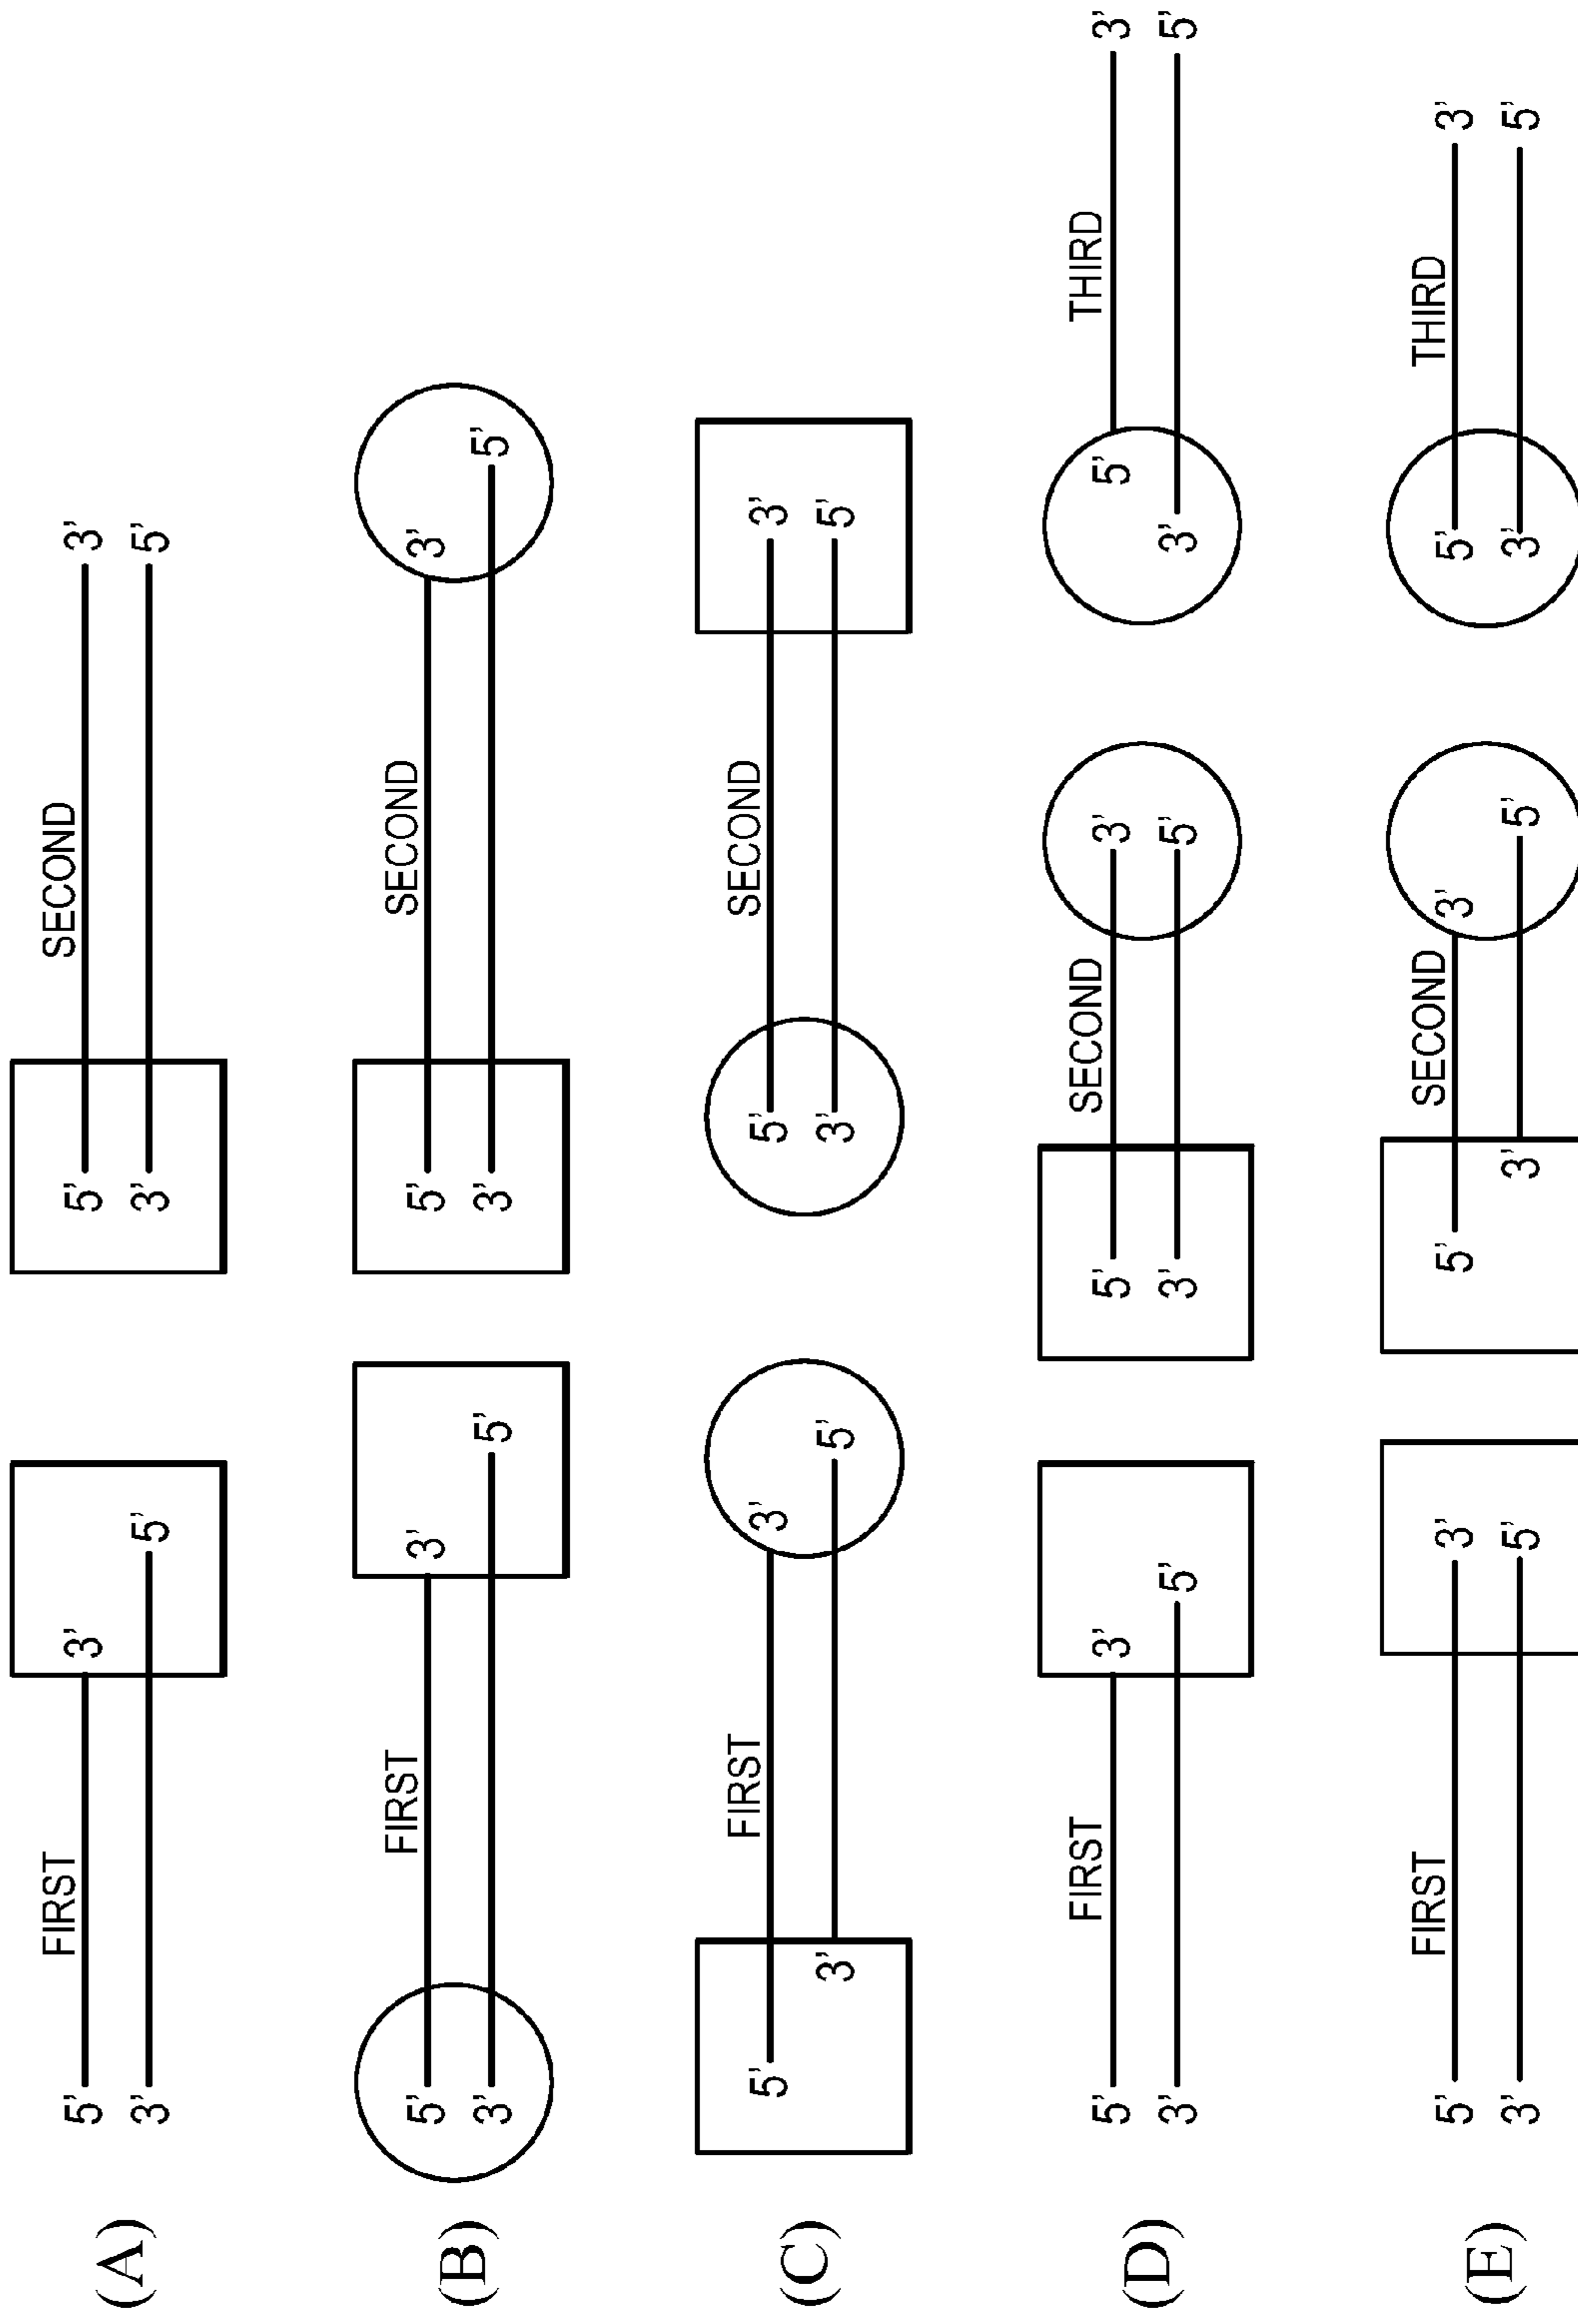 (A)
FIRST SECOND
5' 3' 5' 3'
3' 5' 3' 5'
(B)
FIRST SECOND
5' 3' 5' 3'
3' 5' 3' 5'
(C)
FIRST SECOND
5' 3' 5' 3'
3' 5' 3' 5'
(D)
FIRST SECOND THIRD
5' 3' 5' 3' 5' 3'
3' 5' 3' 5' 3' 5'
(E)
FIRST SECOND THIRD
5' 3' 5' 3' 5' 3'
3' 5' 3' 5' 3' 5'